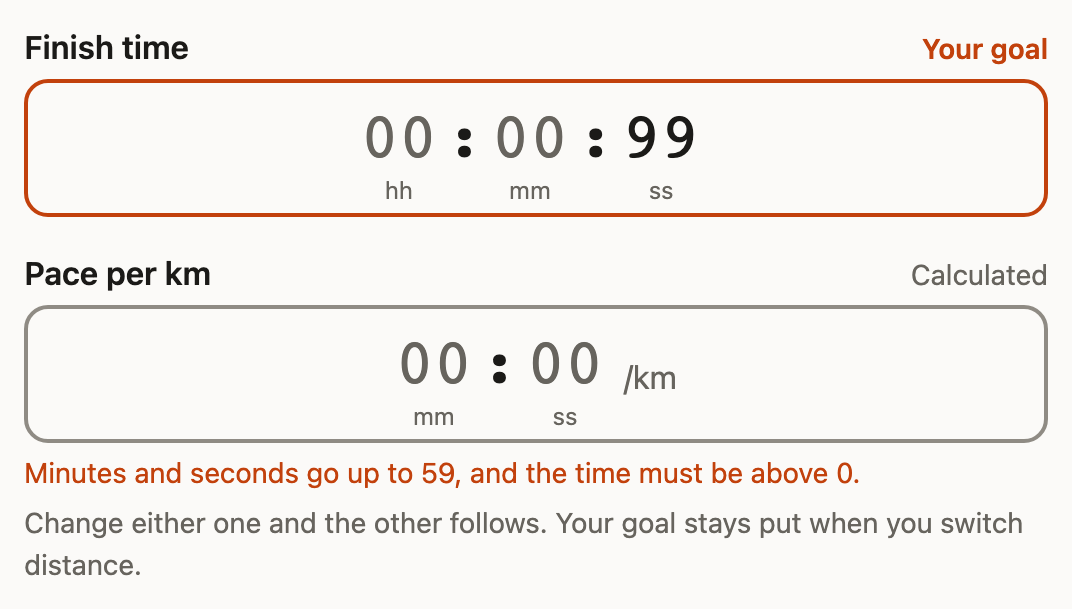 Finish time
Your goal
00 : 00 : 99
hh mm ss
Pace per km
Calculated
00 : 00 /km
mm ss
Minutes and seconds go up to 59, and the time must be above 0.
Change either one and the other follows. Your goal stays put when you switch
distance.